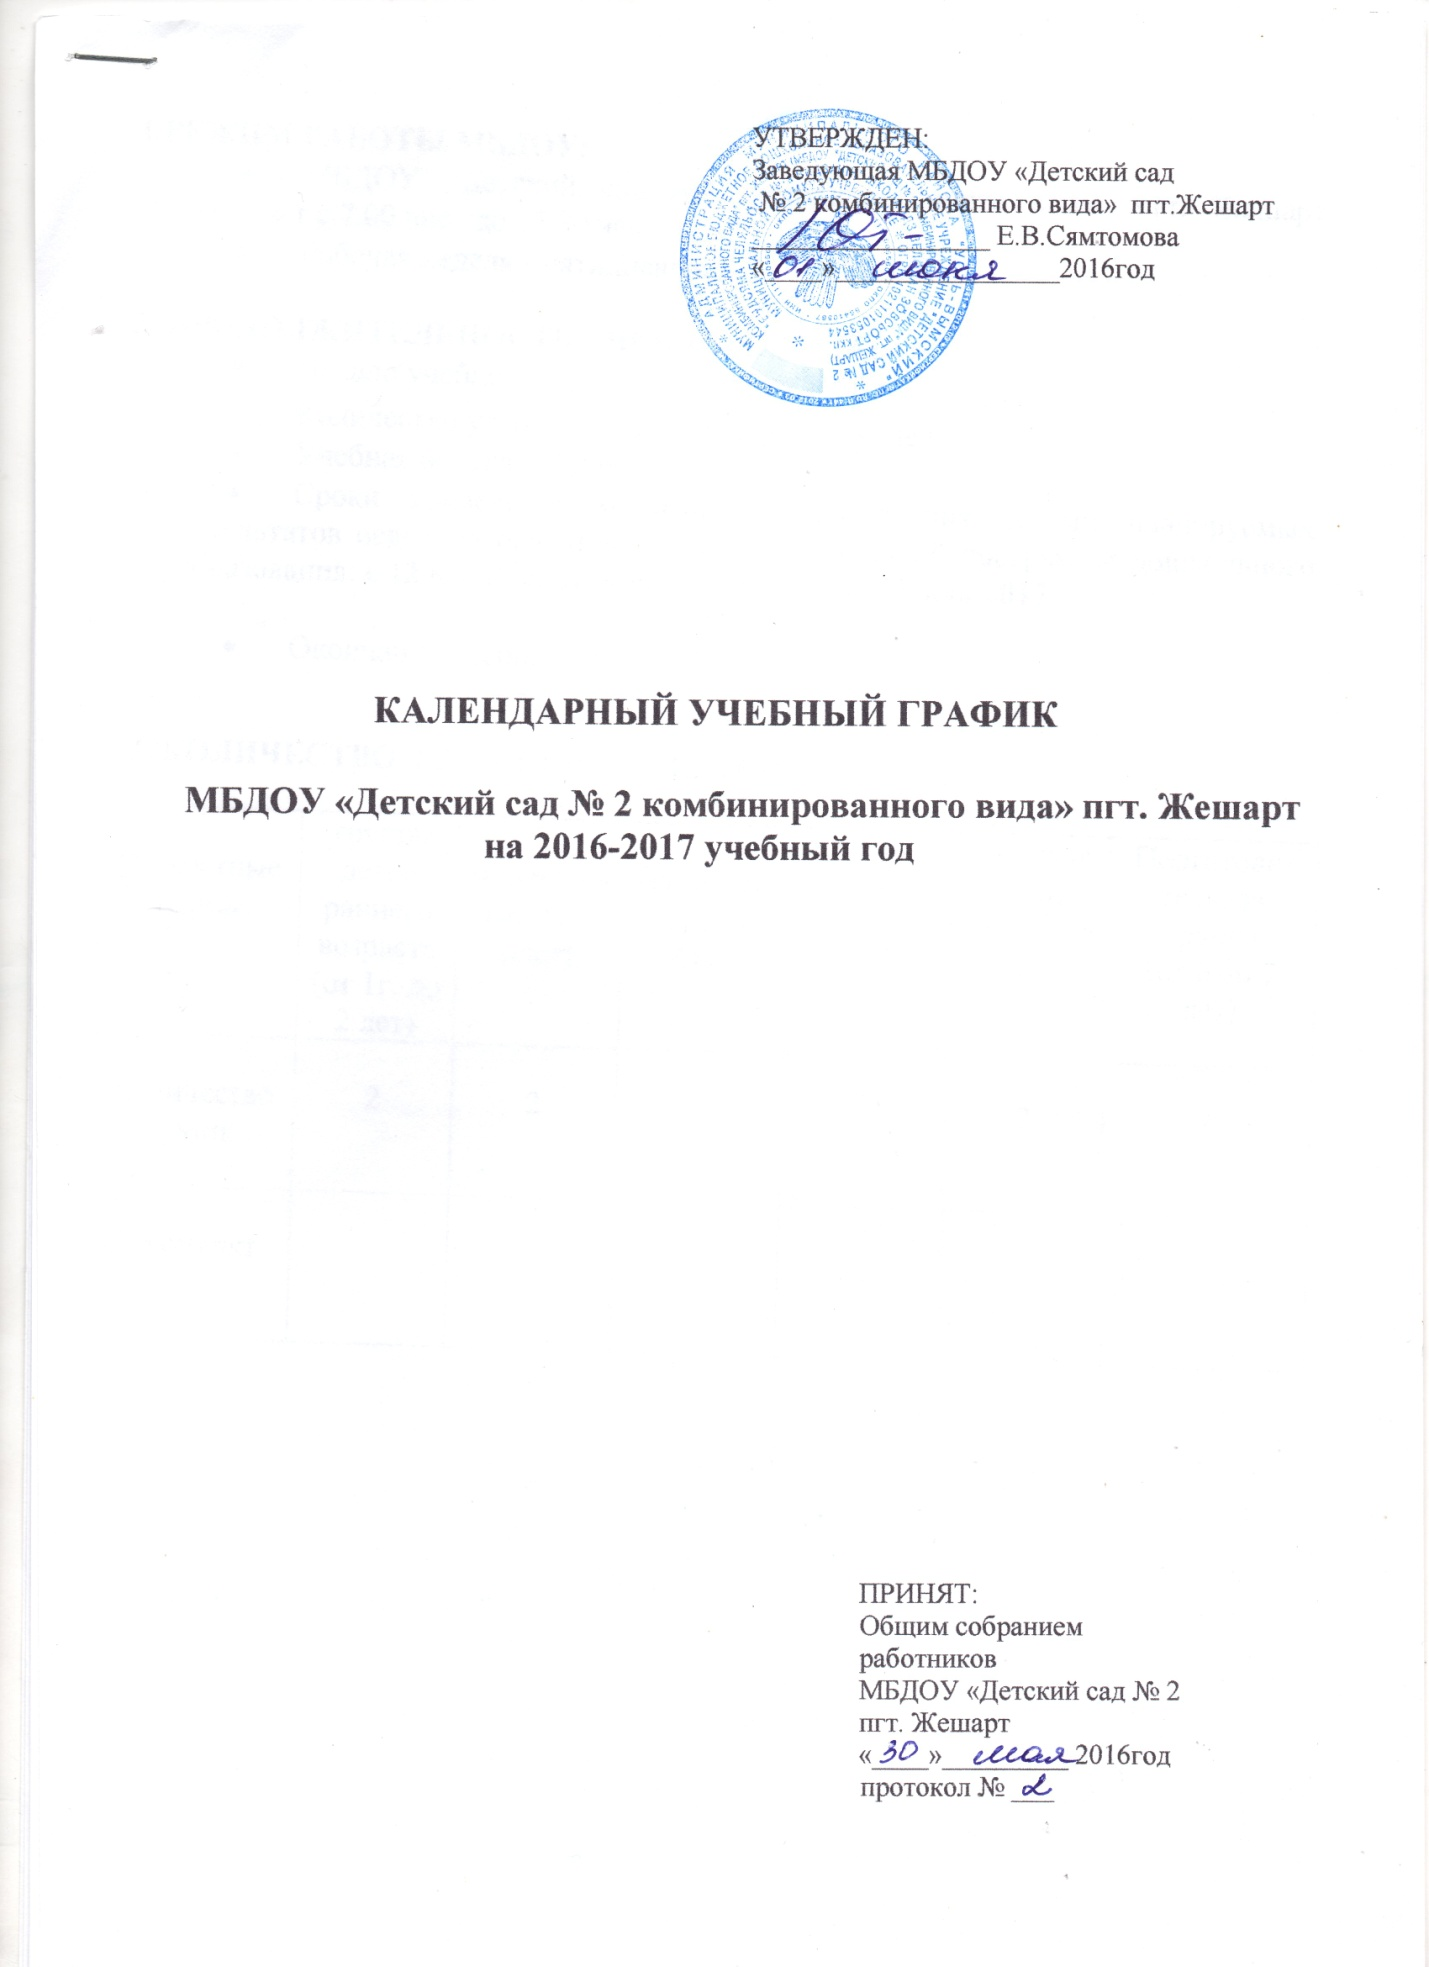 УТВЕРЖДЕН:
Заведующая МБДОУ «Детский сад
№ 2 комбинированного вида» пгт.Жешарт
Е.В.Сямтомова
«01» июня 2016год
КАЛЕНДАРНЫЙ УЧЕБНЫЙ ГРАФИК
МБДОУ «Детский сад № 2 комбинированного вида» пгт. Жешарт
на 2016-2017 учебный год
ПРИНЯТ:
Общим собранием
работников
МБДОУ «Детский сад № 2
пгт. Жешарт
«30» мая 2016год
протокол № 2